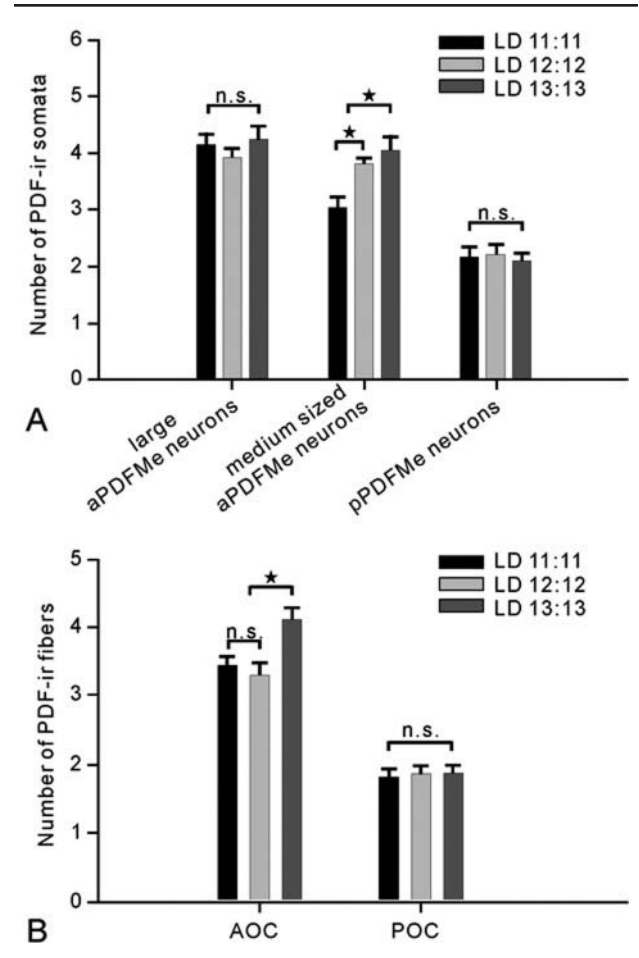 6
5
4
3
2
1
0
Number of PDF-ir somata
LD 11:11
LD 12:12
LD 13:13
n.s.
★
★
n.s.
A
large
aPDFMe neurons
medium sized
aPDFMe neurons
pPDFMe neurons
5
4
3
2
1
0
Number of PDF-ir fibers
LD 11:11
LD 12:12
LD 13:13
★
n.s.
n.s.
B
AOC
POC